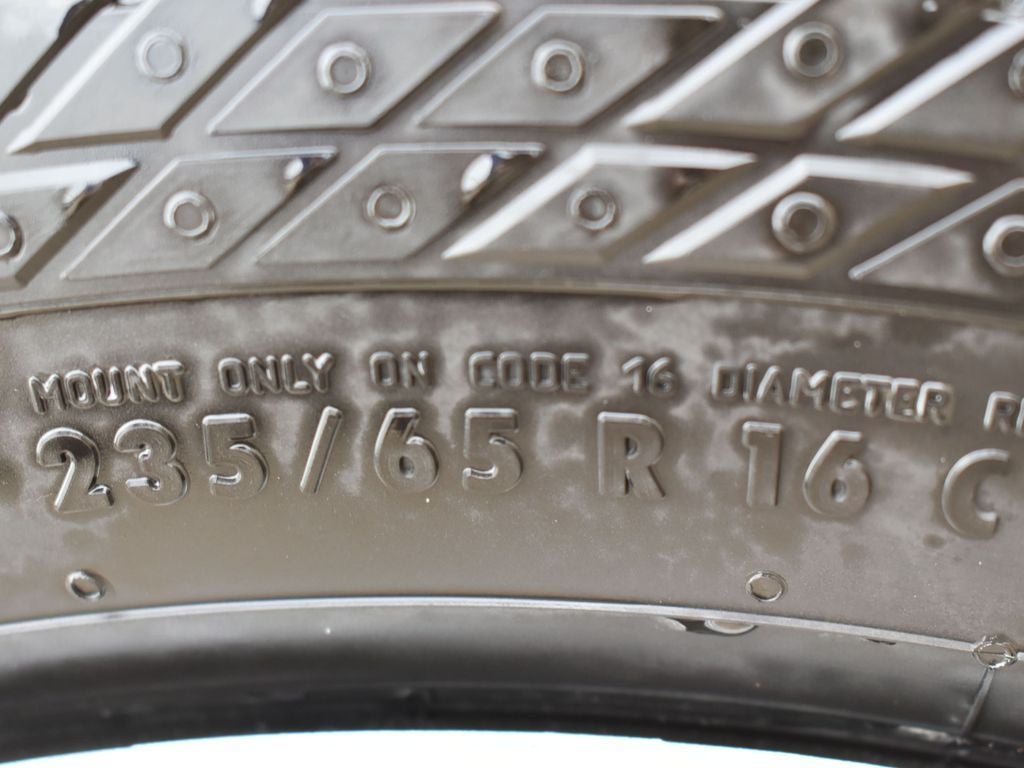 MOUNT ONLY ON CODE 16 DIAMETER
235/65 R 16 C